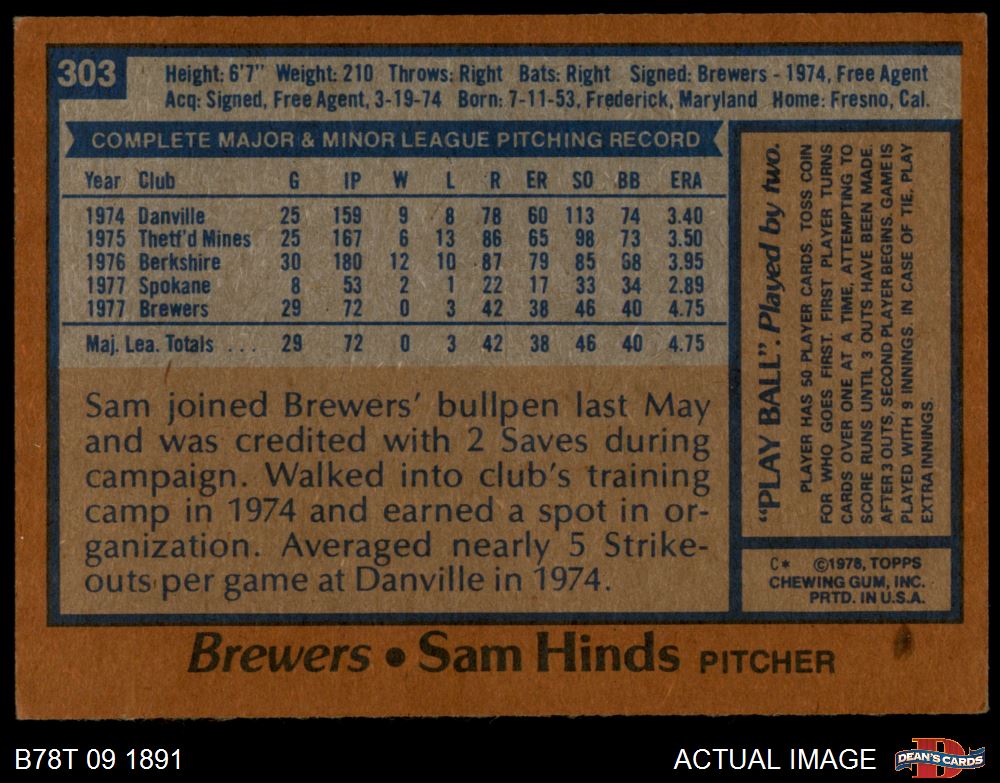 303
Height: 6'7" Weight: 210 Throws: Right Bats: Right Signed: Brewers - 1974, Free Agent
Acq: Signed, Free Agent, 3-19-74 Born: 7-11-53, Frederick, Maryland Home: Fresno, Cal.
COMPLETE MAJOR & MINOR LEAGUE PITCHING RECORD
Year Club G IP W L R ER SO BB ERA
1974 Danville 25 159 9 8 78 60 113 74 3.40
1975 Thetf'd Mines 25 167 6 13 86 65 98 73 3.50
1976 Berkshire 30 180 12 10 87 79 85 68 3.95
1977 Spokane 8 53 2 1 22 17 33 34 2.89
1977 Brewers 29 72 0 3 42 38 46 40 4.75
Maj. Lea. Totals . . . 29 72 0 3 42 38 46 40 4.75
Sam joined Brewers' bullpen last May
and was credited with 2 Saves during
campaign. Walked into club's training
camp in 1974 and earned a spot in or-
ganization. Averaged nearly 5 Strike-
outs per game at Danville in 1974.
"PLAY BALL". Played by two.
PLAYER HAS 50 PLAYER CARDS. TOSS COIN
FOR WHO GOES FIRST. FIRST PLAYER TURNS
CARDS OVER ONE AT A TIME, ATTEMPTING TO
SCORE RUNS UNTIL 3 OUTS HAVE BEEN MADE.
AFTER 3 OUTS, SECOND PLAYER BEGINS. GAME IS
PLAYED WITH 9 INNINGS. IN CASE OF TIE, PLAY
EXTRA INNINGS.
C* ©1978, TOPPS
CHEWING GUM, INC.
PRTD. IN U.S.A.
Brewers • Sam Hinds PITCHER
B78T 09 1891
ACTUAL IMAGE
DEAN'S CARDS